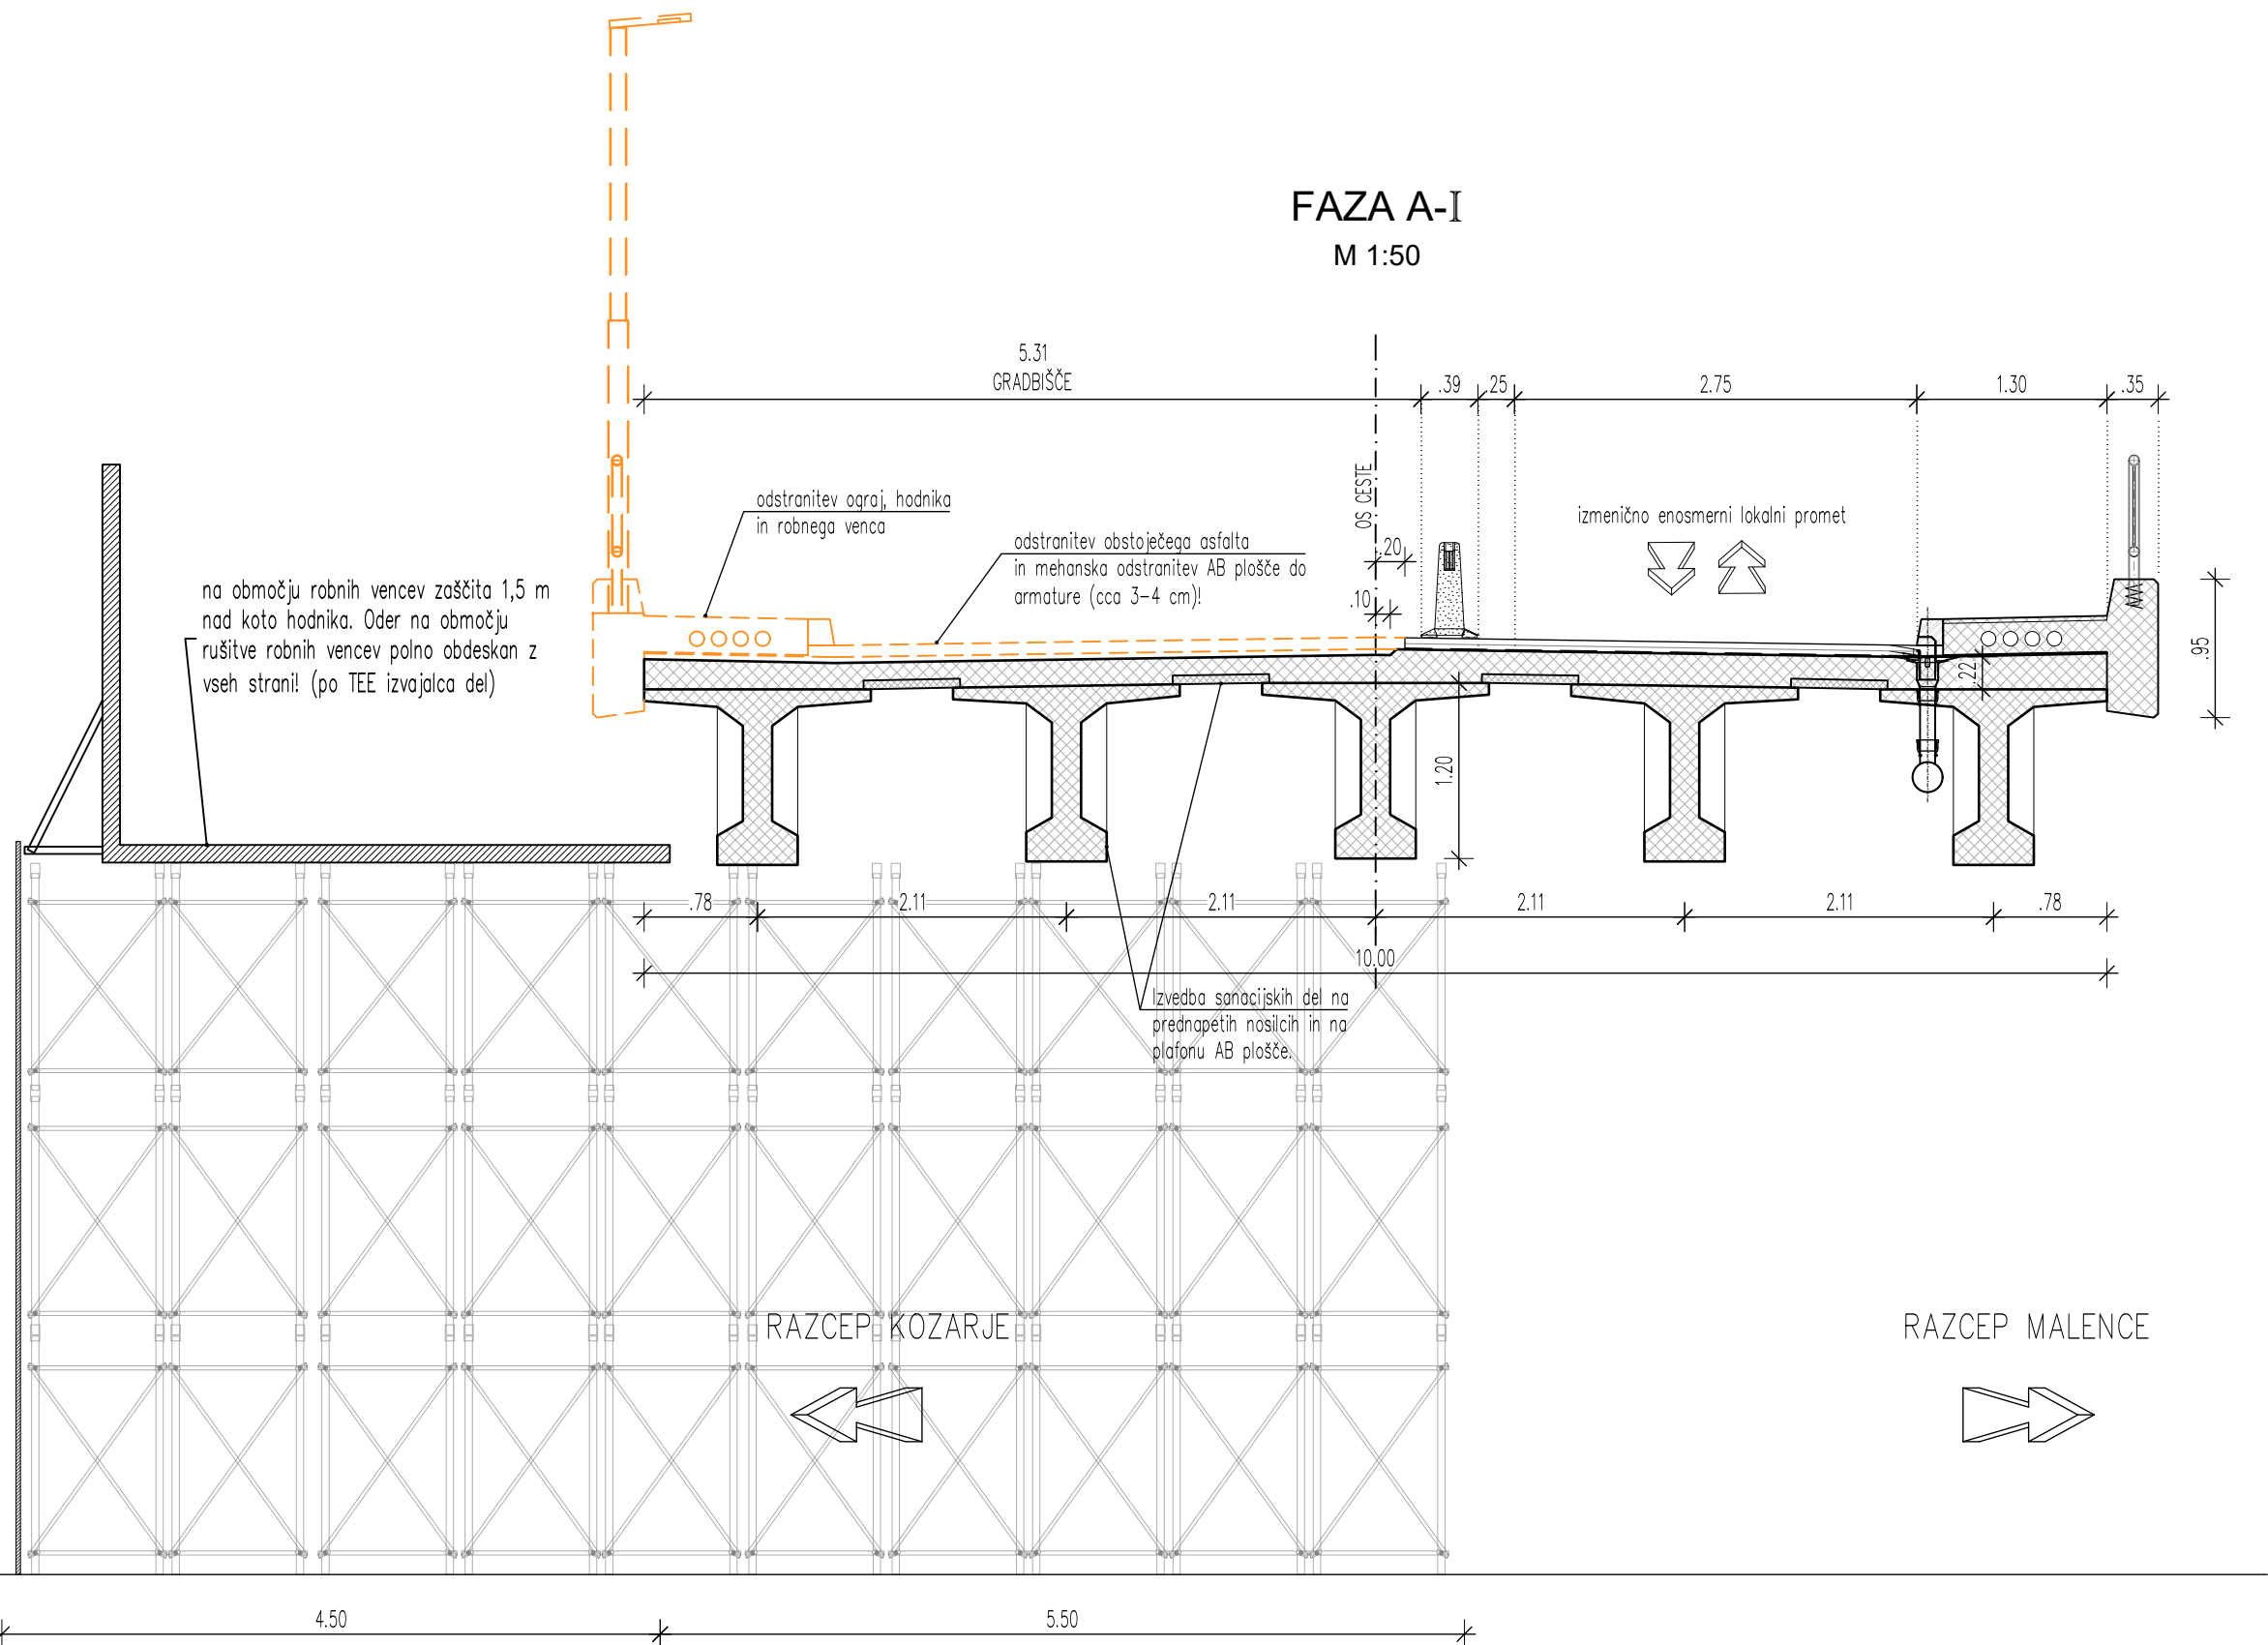 FAZA A-I
M 1:50
5.31
GRADBIŠČE
.39
.25
2.75
1.30
.35
OS CESTE
odstranitev ograj, hodnika
in robnega venca
izmenično enosmerni lokalni promet
odstranitev obstoječega asfalta
in mehanska odstranitev AB plošče do
armature (cca 3-4 cm)!
.20
.10
na območju robnih vencev zaščita 1,5 m
nad koto hodnika. Oder na območju
rušitve robnih vencev polno obdeskan z
vseh strani! (po TEE izvajalca del)
.95
.22
1.20
.78
2.11
2.11
2.11
2.11
.78
10.00
Izvedba sanacijskih del na
prednapetih nosilcih in na
plafonu AB plošče.
RAZCEP KOZARJE
RAZCEP MALENCE
4.50
5.50